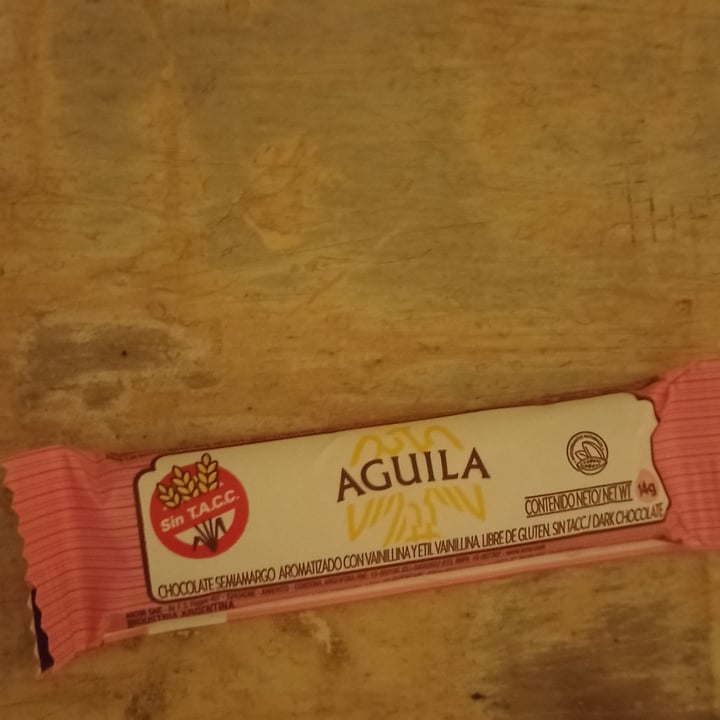 Sin T.A.C.C.
AGUILA
CONTENIDO NETO/ NET WT 14g
CHOCOLATE SEMIAMARGO AROMATIZADO CON VAINILLINA Y ETIL VAINILLINA, LIBRE DE GLUTEN, SIN TACC/ DARK CHOCOLATE
INDUSTRIA ARGENTINA